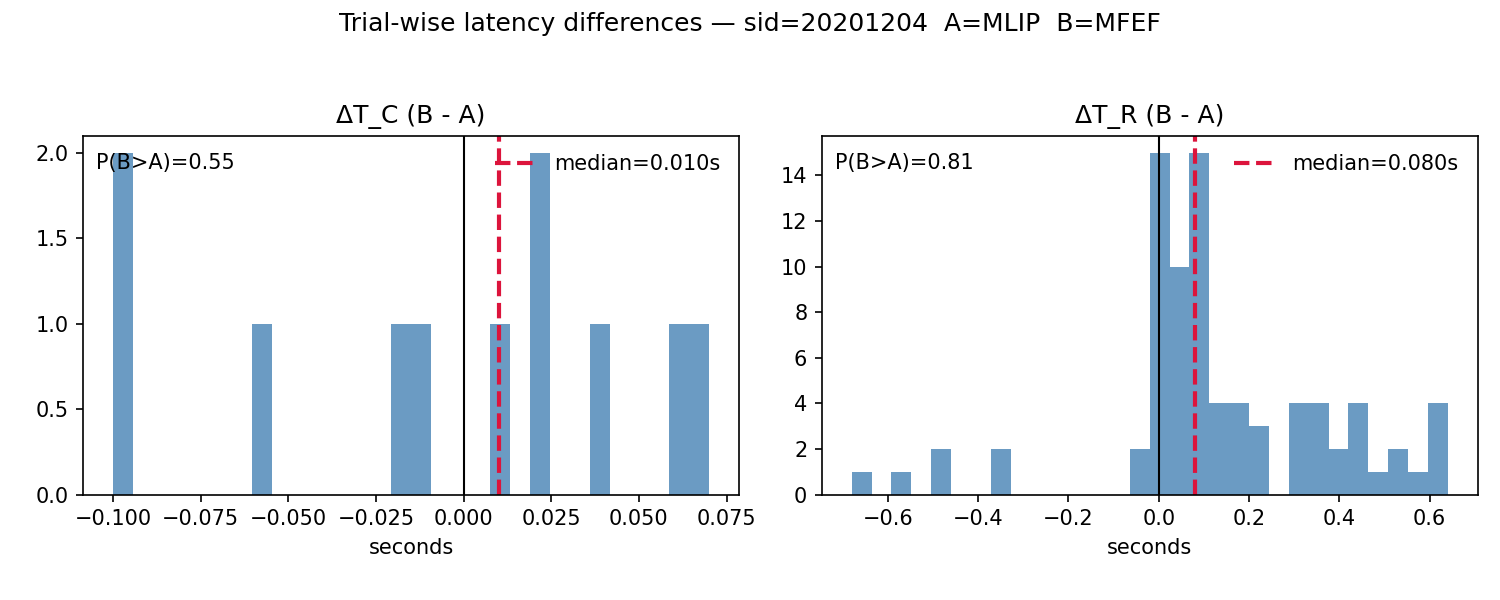 Trial-wise latency differences — sid=20201204  A=MLIP  B=MFEF
ΔT_C (B - A)
P(B>A)=0.55
median=0.010s
2.0
1.5
1.0
0.5
0.0
−0.100 −0.075 −0.050 −0.025 0.000 0.025 0.050 0.075
seconds
ΔT_R (B - A)
P(B>A)=0.81
median=0.080s
14
12
10
8
6
4
2
0
−0.6 −0.4 −0.2 0.0 0.2 0.4 0.6
seconds